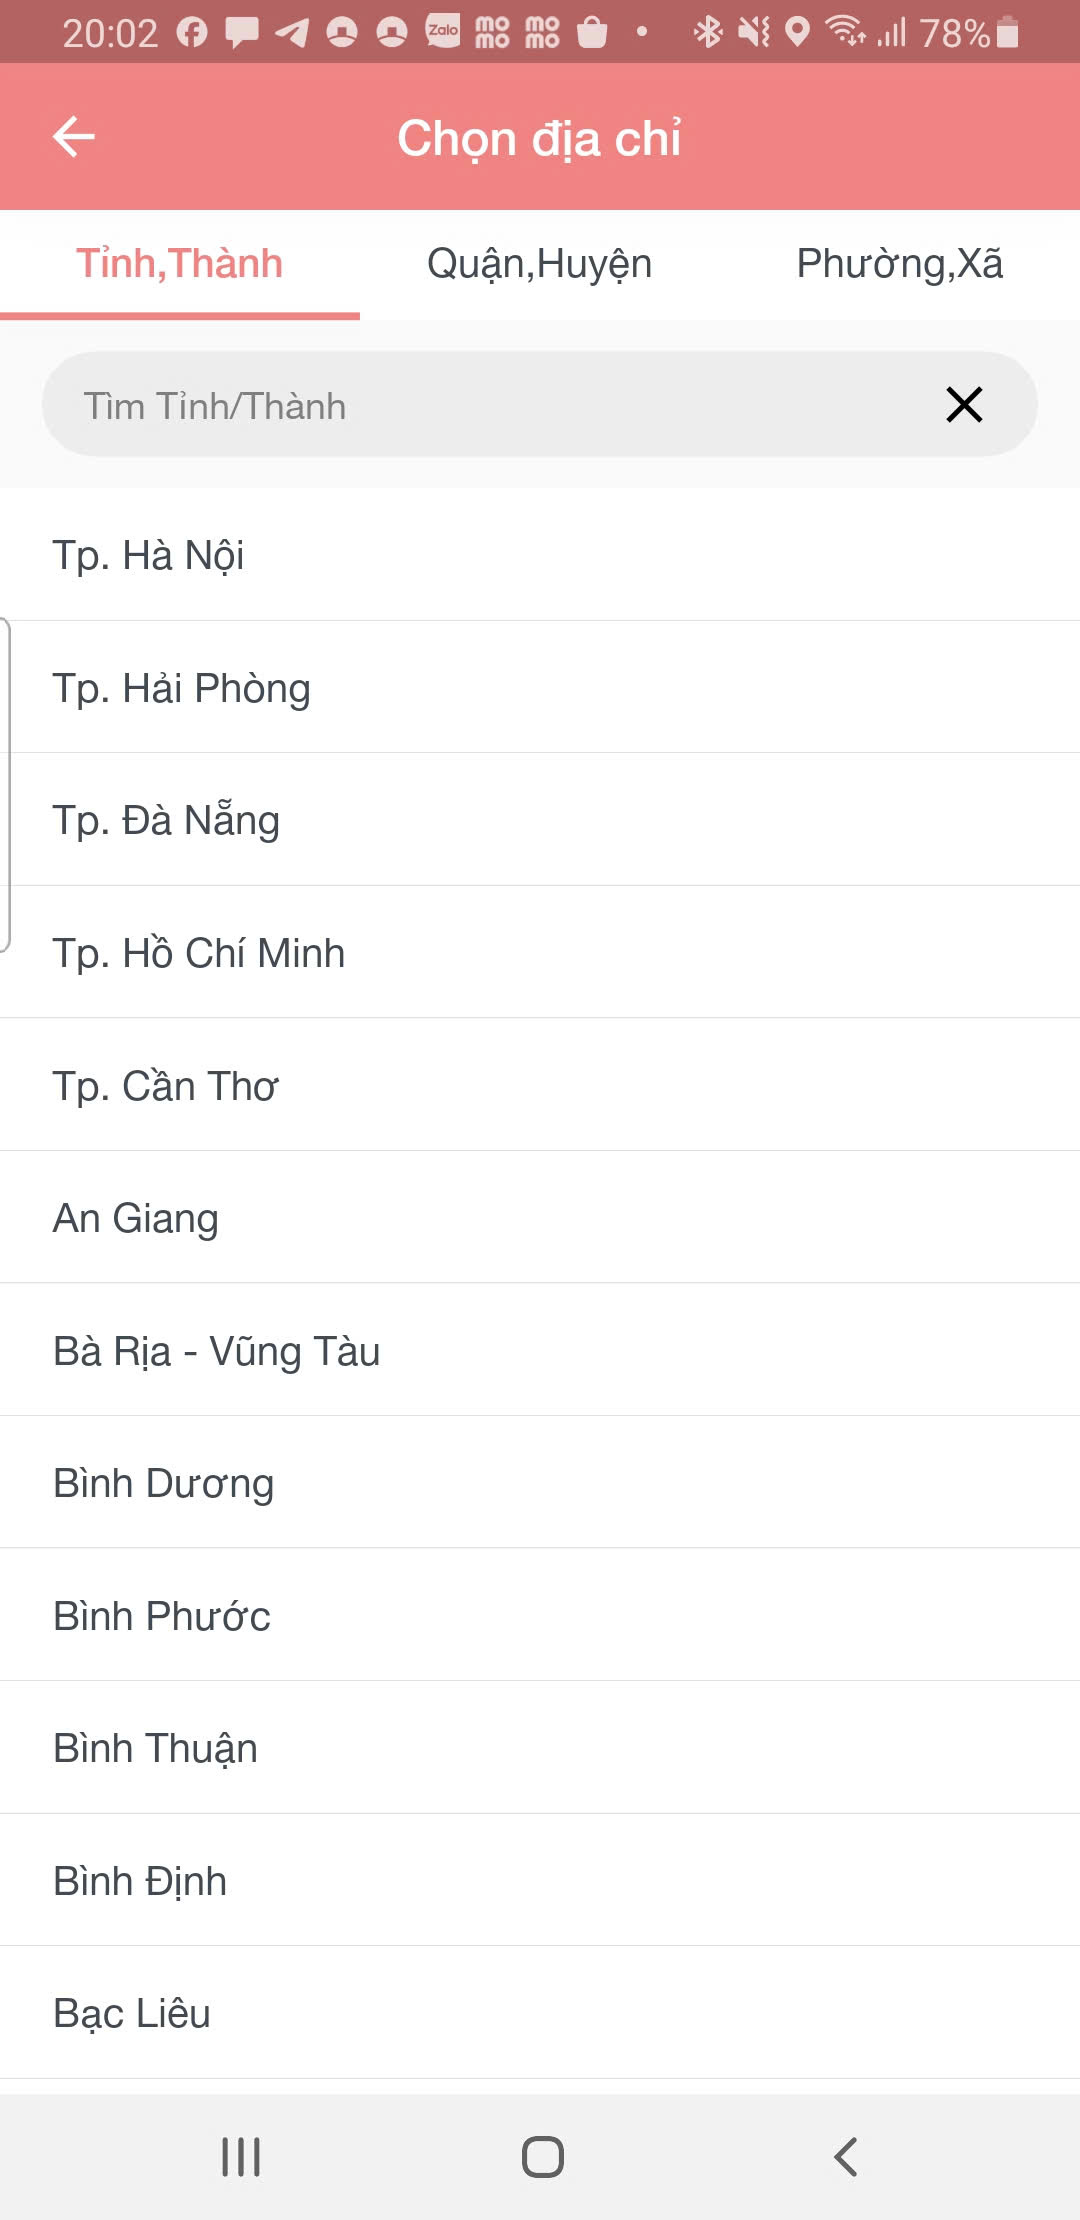 20:02 Zalo mo mo mo mo 78%
Chọn địa chỉ
Tỉnh,Thành Quận,Huyện Phường,Xã
Tìm Tỉnh/Thành
Tp. Hà Nội
Tp. Hải Phòng
Tp. Đà Nẵng
Tp. Hồ Chí Minh
Tp. Cần Thơ
An Giang
Bà Rịa - Vũng Tàu
Bình Dương
Bình Phước
Bình Thuận
Bình Định
Bạc Liêu